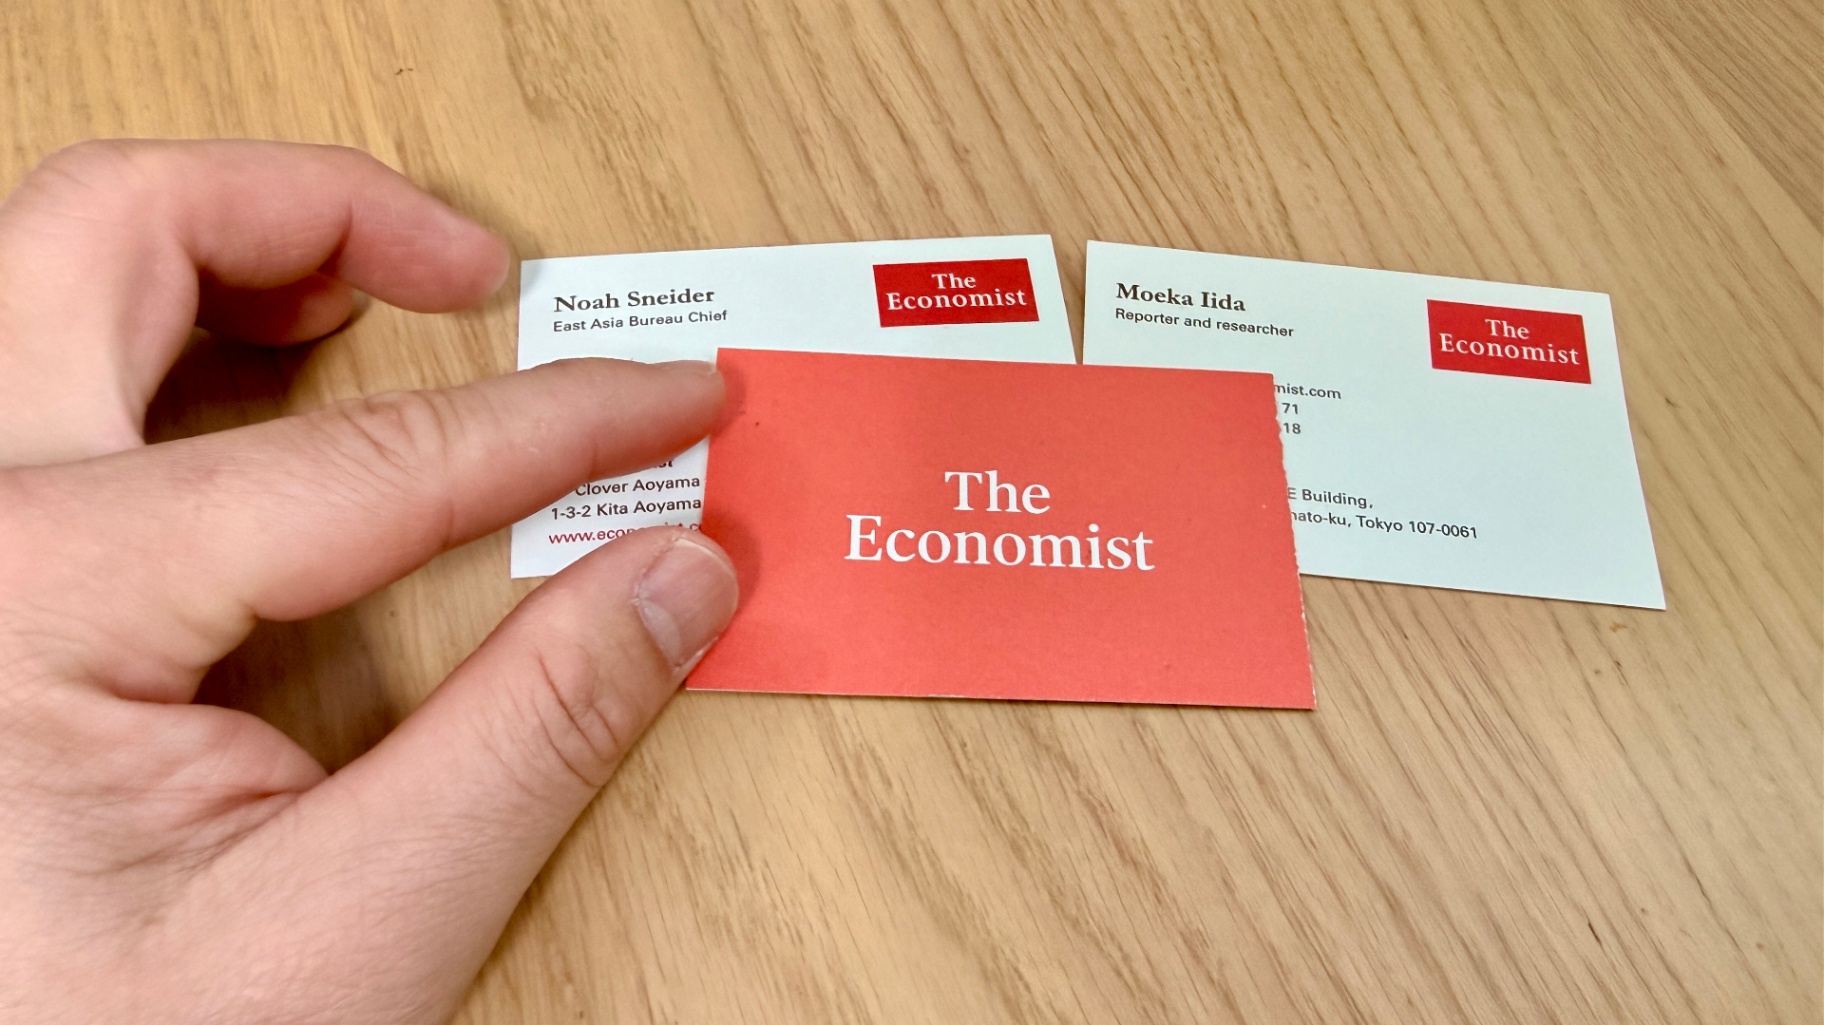 Noah Sneider
East Asia Bureau Chief
The
Economist
Clover Aoyama
1-3-2 Kita Aoyama
Moeka Iida
Reporter and researcher
The
Economist
mist.com
71
18
E Building,
nato-ku, Tokyo 107-0061
The
Economist